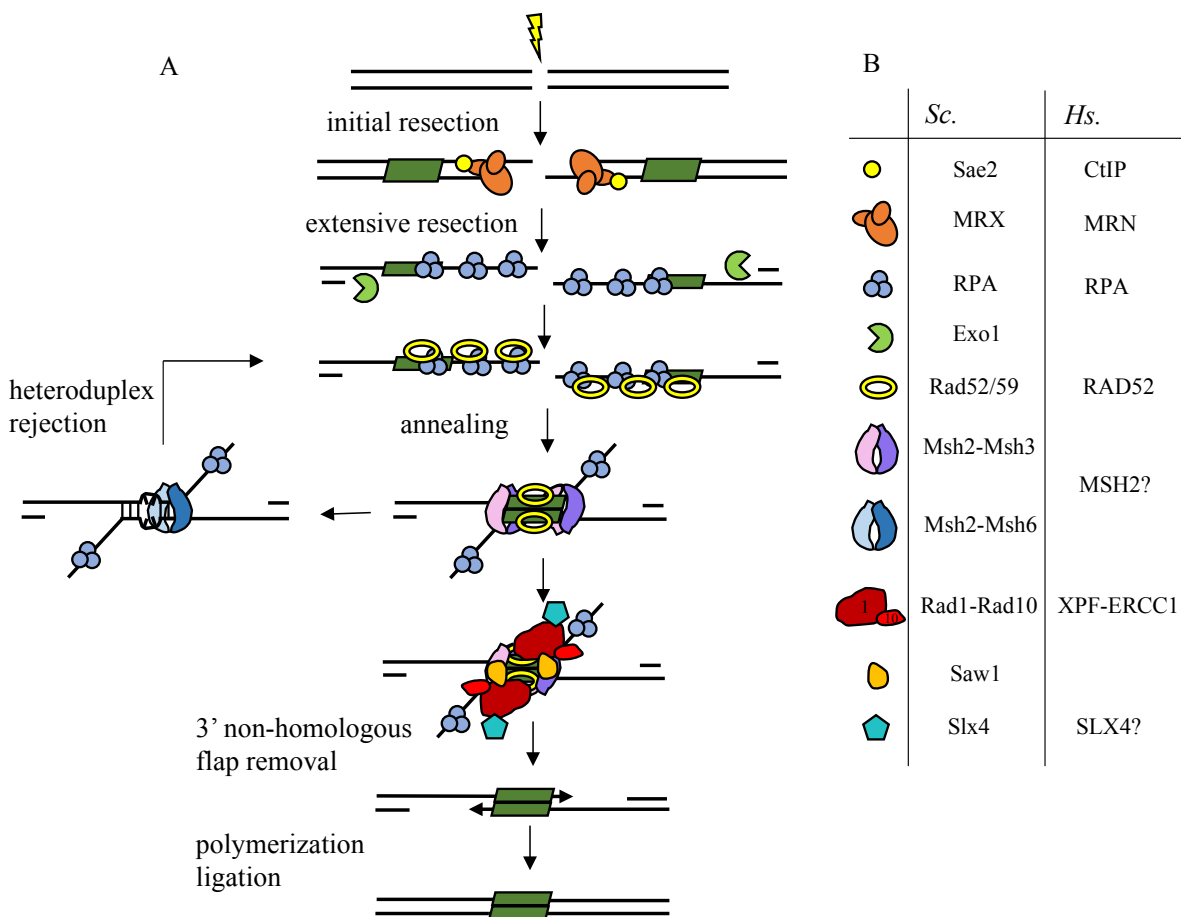 A
initial resection
extensive resection
heteroduplex
rejection
annealing
3’ non-homologous
flap removal
polymerization
ligation
B
Sc. Hs.
Sae2 CtIP
MRX MRN
RPA RPA
Exo1
Rad52/59 RAD52
Msh2-Msh3
MSH2?
Msh2-Msh6
1 10 Rad1-Rad10 XPF-ERCC1
Saw1
Slx4 SLX4?